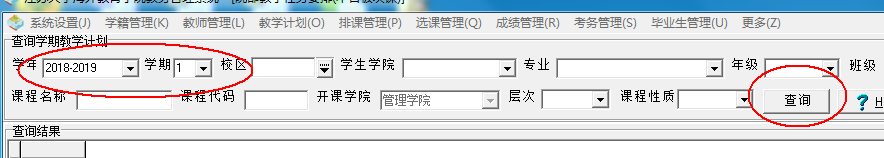 系统设置(J) 学籍管理(K) 教师管理(L) 教学计划(O) 排课管理(P) 选课管理(Q) 成绩管理(R) 考务管理(S) 毕业生管理(U) 更多(Z)
查询学期教学计划
学年 2018-2019 学期 1 校区 学生学院 专业 年级 班级
课程名称 课程代码 开课学院 管理学院 层次 课程性质 查询 ? H
查询结果